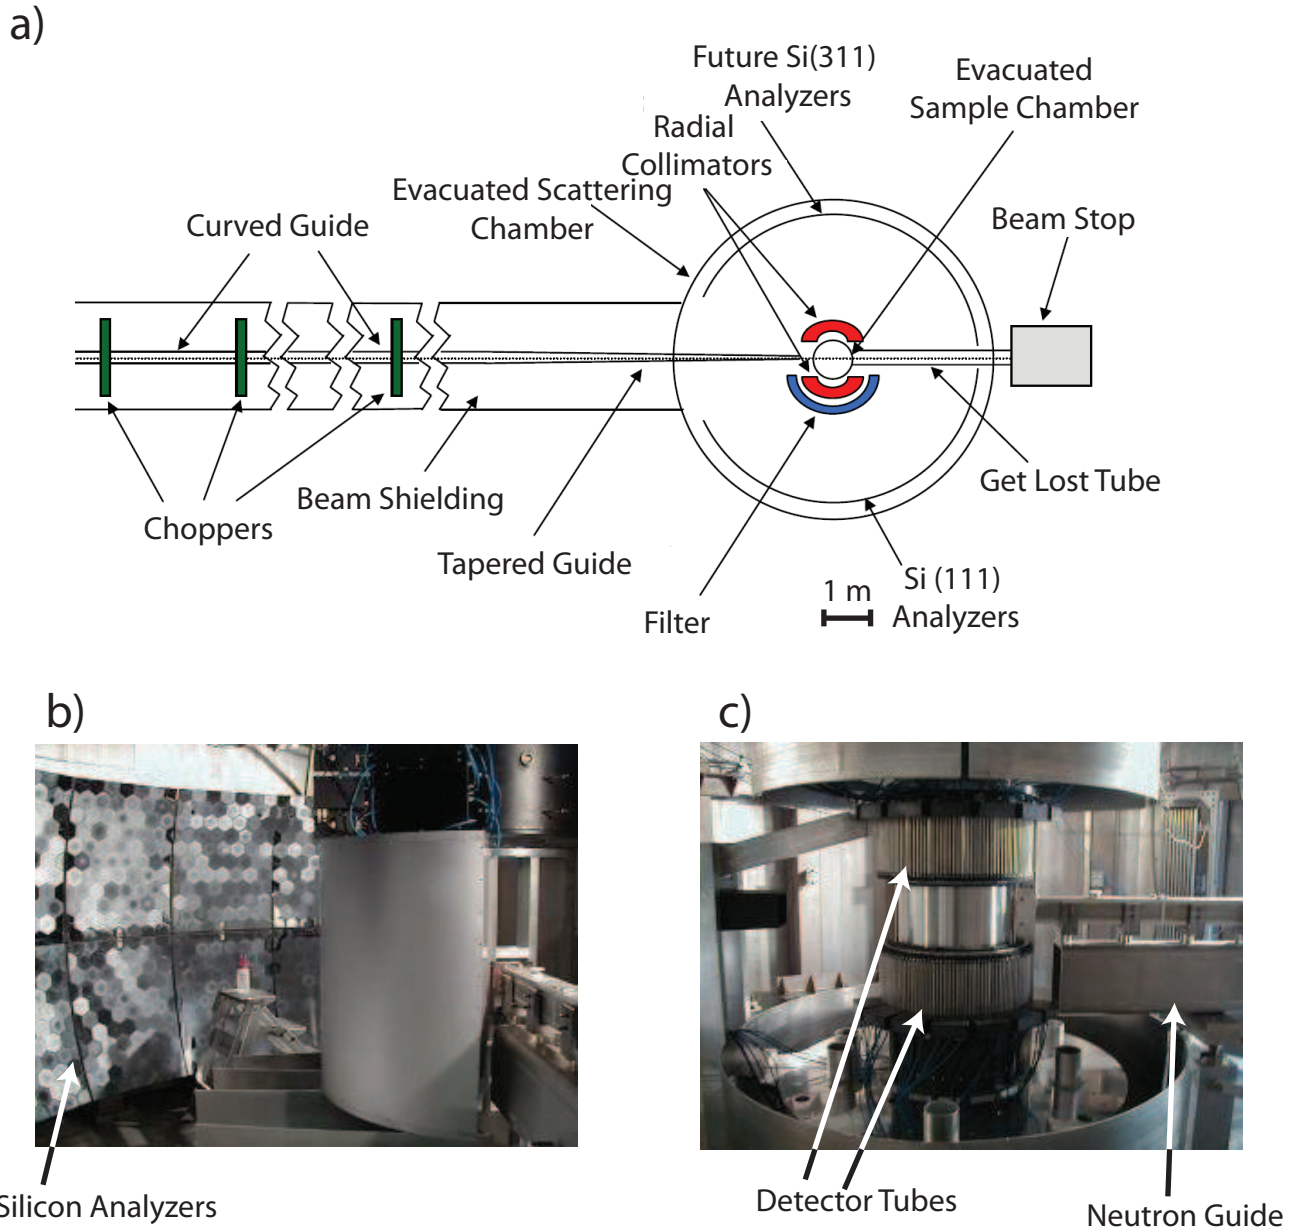 a)
Future Si(311)
Analyzers
Evacuated
Sample Chamber
Radial
Collimators
Evacuated Scattering
Chamber
Curved Guide
Beam Stop
Choppers
Beam Shielding
Tapered Guide
Filter
1 m
Si (111)
Analyzers
Get Lost Tube
b)
c)
Silicon Analyzers
Detector Tubes
Neutron Guide